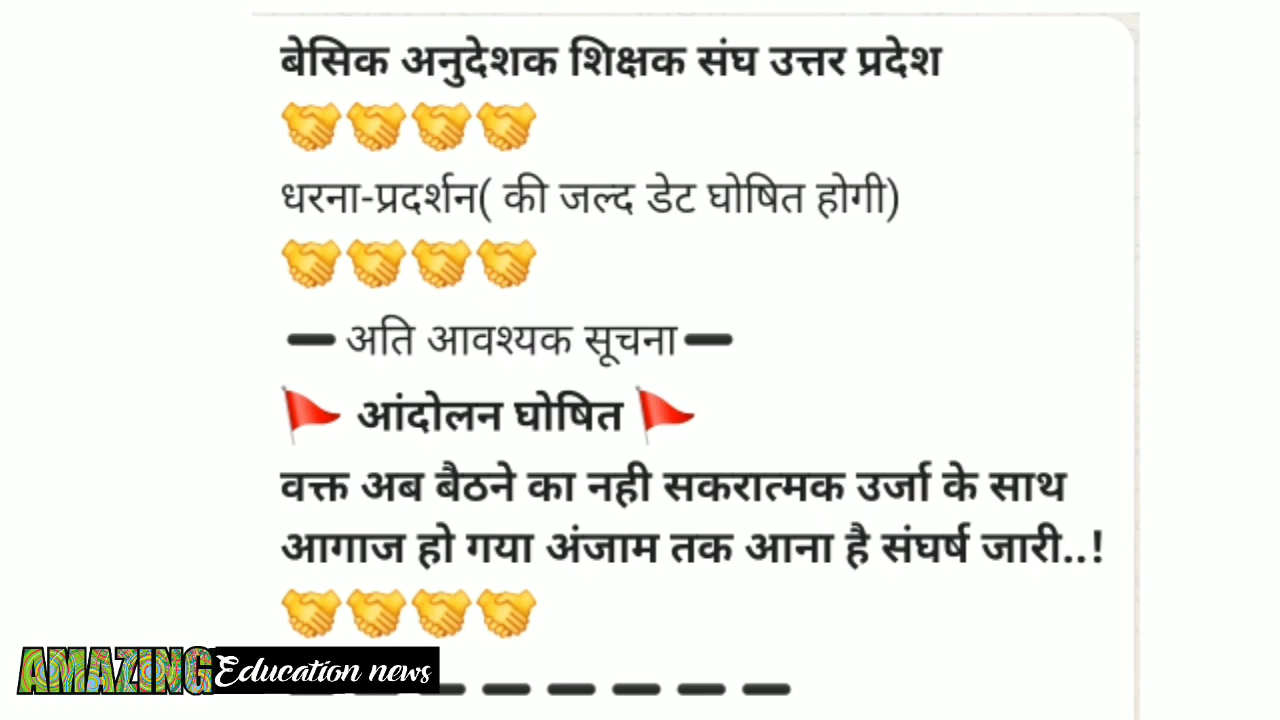 बेसिक अनुदेशक शिक्षक संघ उत्तर प्रदेश
🤝🤝🤝🤝
धरना-प्रदर्शन( की जल्द डेट घोषित होगी)
🤝🤝🤝🤝
➖अति आवश्यक सूचना➖
🚩 आंदोलन घोषित 🚩
वक्त अब बैठने का नही सकरात्मक उर्जा के साथ
आगाज हो गया अंजाम तक आना है संघर्ष जारी..!
🤝🤝🤝🤝
AMAZING Education news